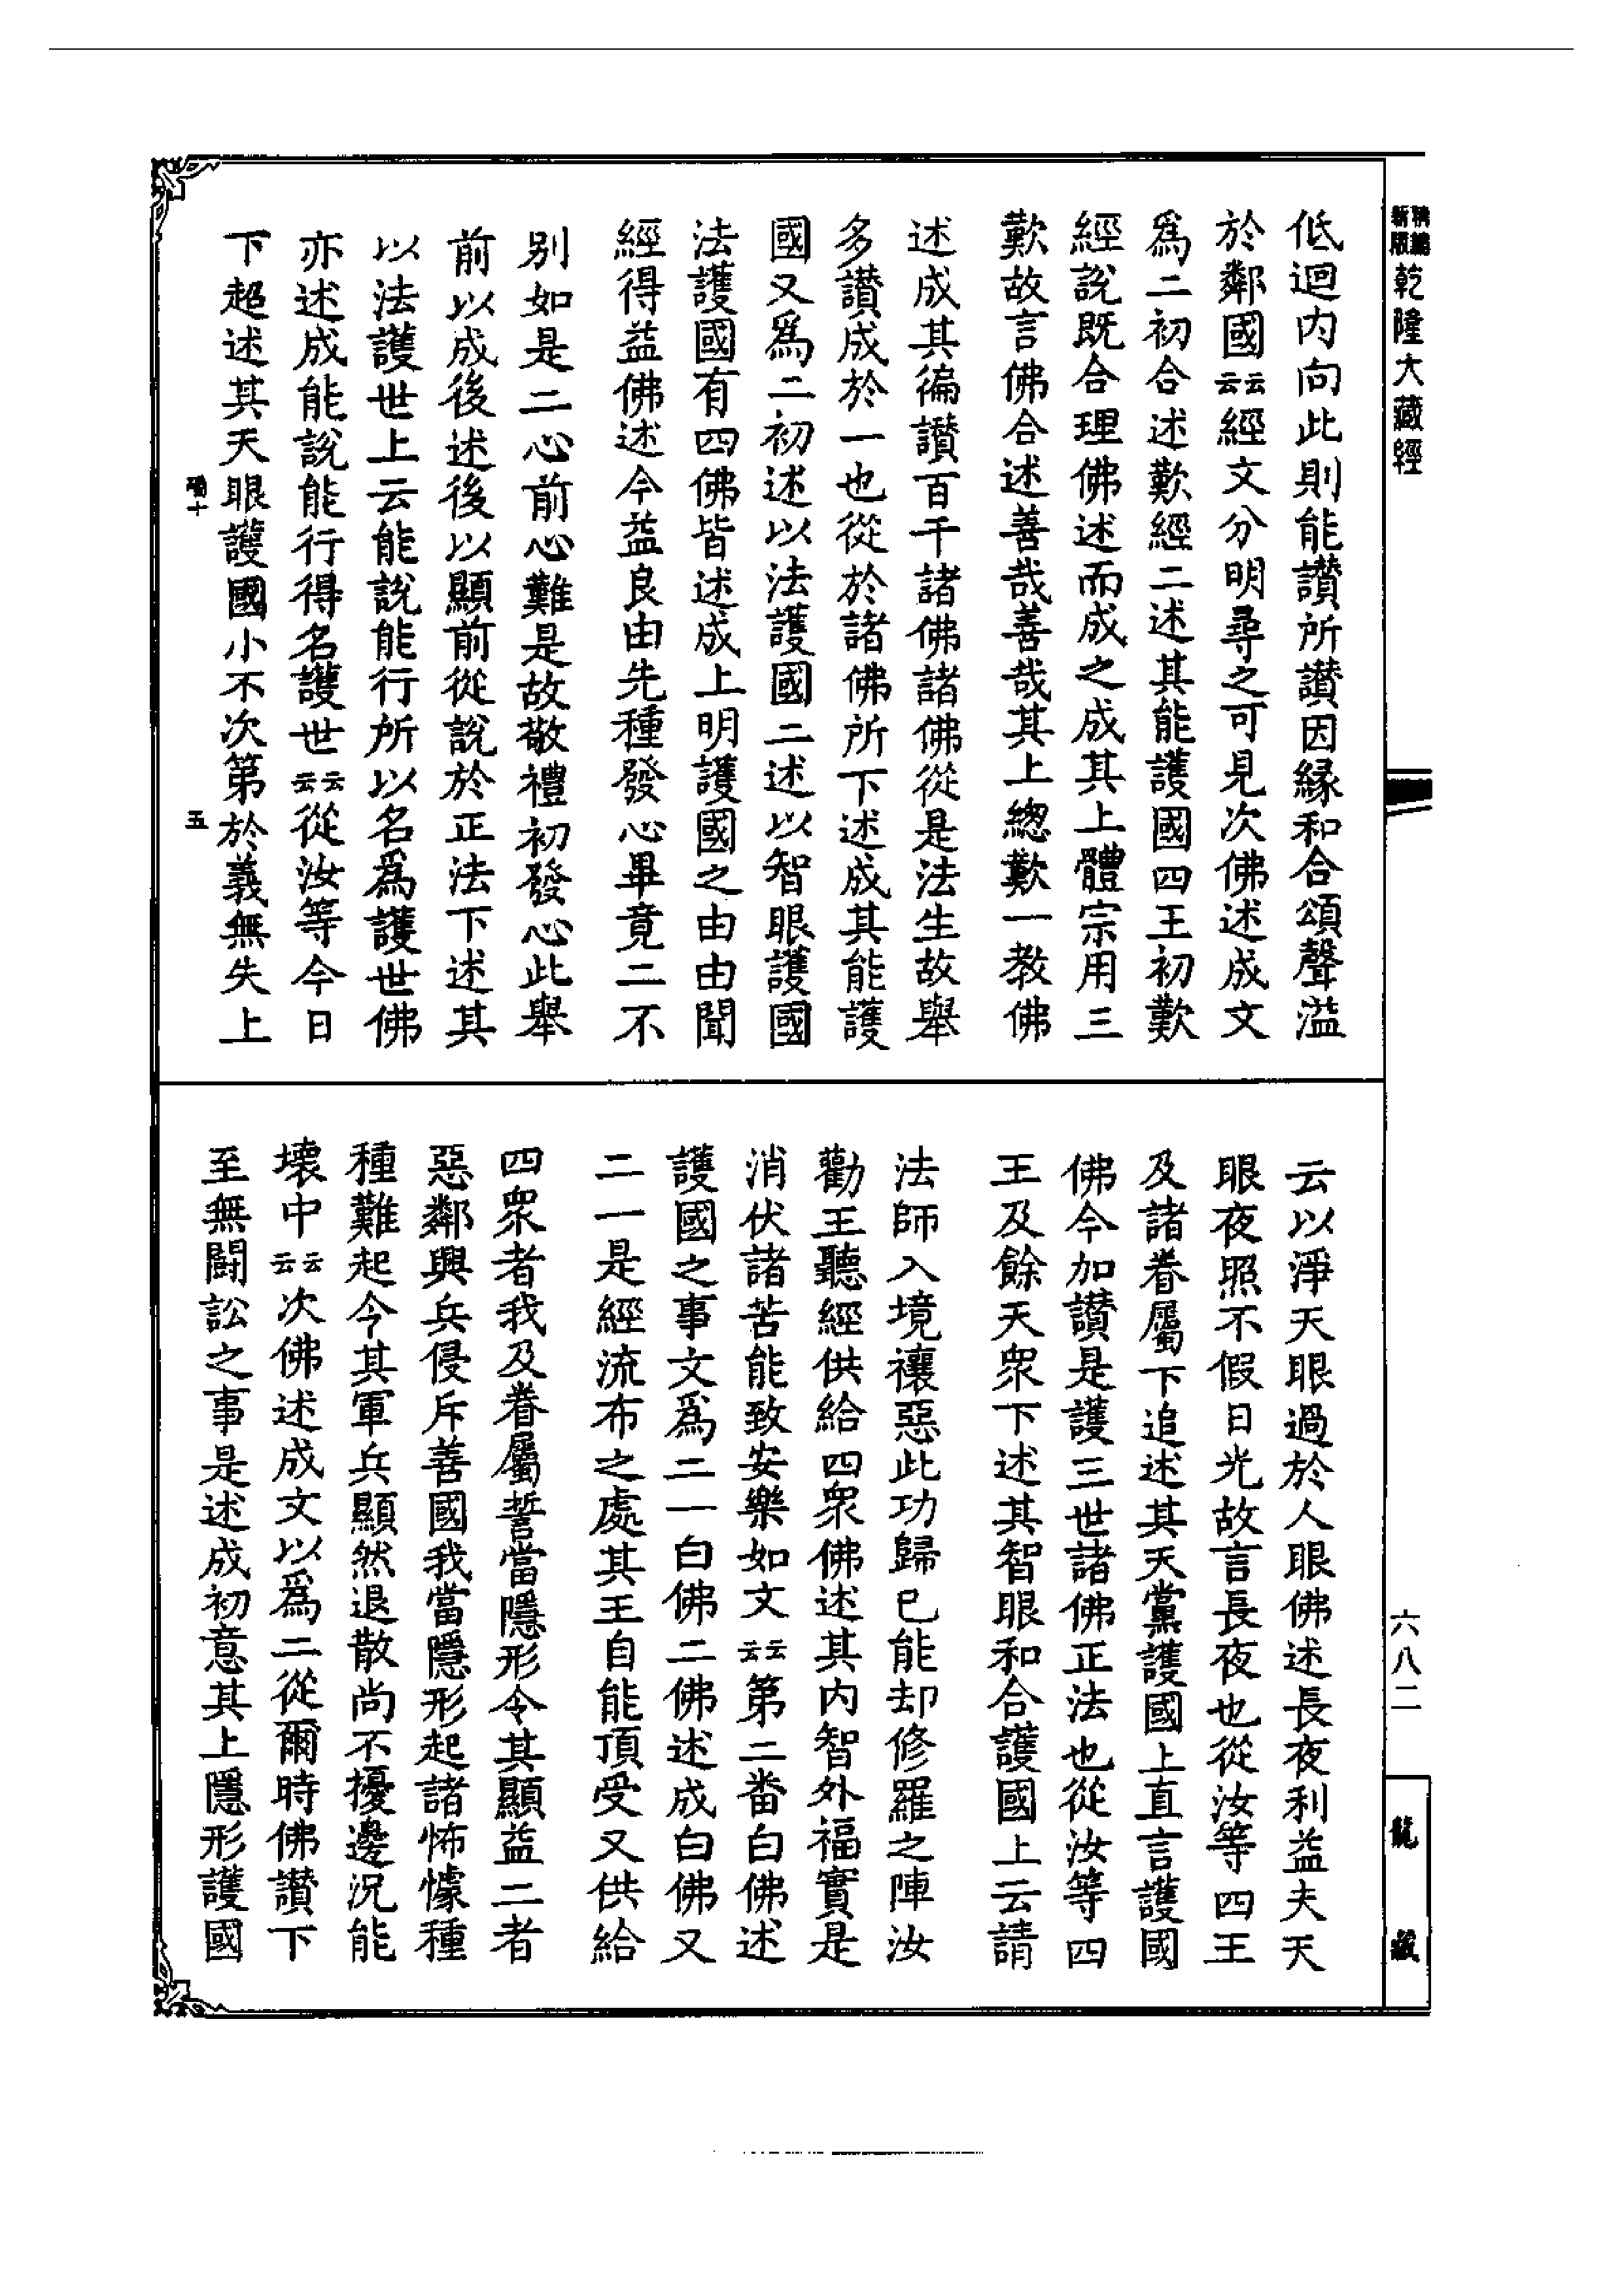 新編
新版
乾隆大藏經
低迴内向此則能讃所讃因緣和合頌聲溢
於鄰國云云經文分明尋之可見次佛述成文
爲二初合述歎經二述其能護國四王初歎
經說既合理佛述而成之成其上體宗用三
歎故言佛合述善哉善哉其上總歎一教佛
述成其徧讃百千諸佛諸佛從是法生故舉
多讃成於一也從於諸佛所下述成其能護
國又爲二初述以法護國二述以智眼護國
法護國有四佛皆述成上明護國之由由聞
經得益佛述今益良由先種發心畢竟二不
别如是二心前心難是故敬禮初發心此舉
前以成後述後以顯前從說於正法下述其
以法護世上云能說能行所以名爲護世佛
亦述成能說能行得名護世云云從汝等今日
下超述其天眼護國小不次第於義無失上
十
五
云以淨天眼過於人眼佛述長夜利益夫天
眼夜照不假日光故言長夜也從汝等四王
及諸眷屬下追述其天黨護國上直言護國
佛今加讃是護三世諸佛正法也從汝等四
王及餘天衆下述其智眼和合護國上云請
法師入境禳惡此功歸已能却修羅之陣汝
勸王聽經供給四衆佛述其内智外福實是
消伏諸苦能致安樂如文云云第二畨白佛述
護國之事文爲二一白佛二佛述成白佛又
二一是經流布之處其王自能頂受又供給
四衆者我及眷屬誓當隱形令其顯益二者
惡鄰興兵侵斥善國我當隱形起諸怖懅種
種難起令其軍兵顯然退散尚不擾邊況能
壞中云云次佛述成文以爲二從爾時佛讃下
至無鬪訟之事是述成初意其上隱形護國
六八二
龍藏